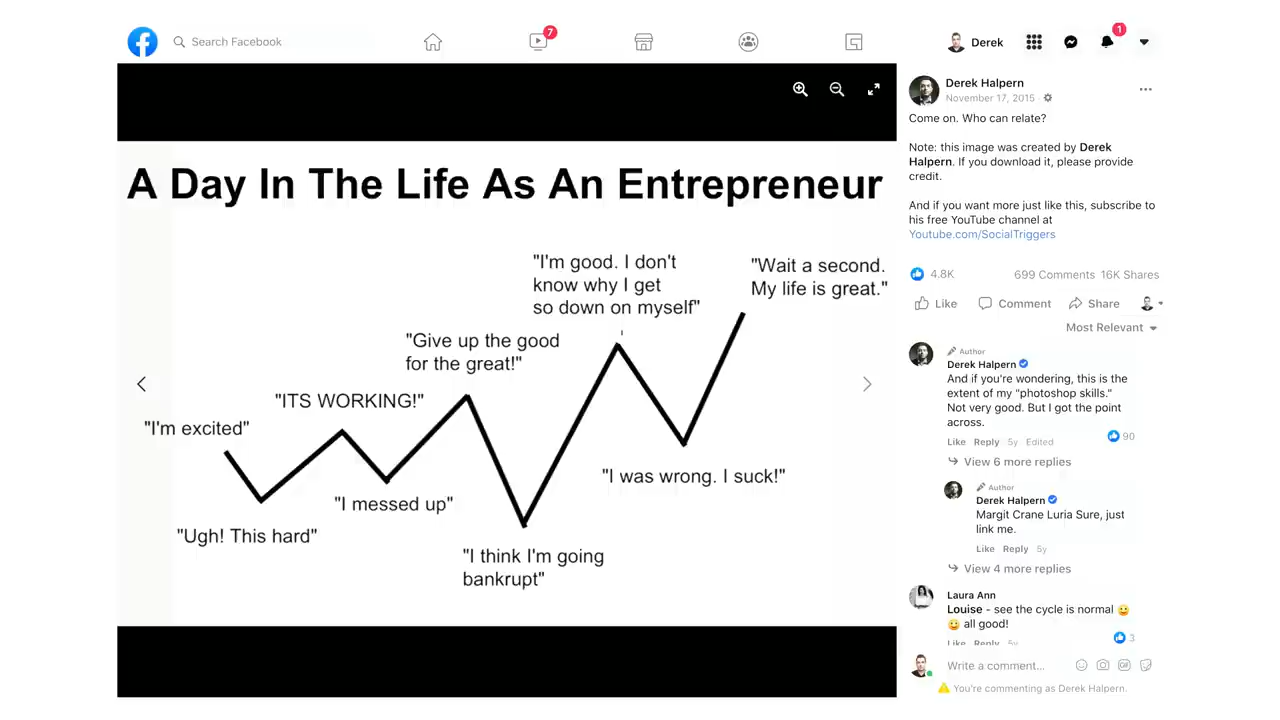 Search Facebook
7
Derek
1
A Day In The Life As An Entrepreneur
"I'm excited"
"Ugh! This hard"
"ITS WORKING!"
"I messed up"
"Give up the good
for the great!"
"I think I'm going
bankrupt"
"I'm good. I don't
know why I get
so down on myself"
"I was wrong. I suck!"
"Wait a second.
My life is great."
Derek Halpern
November 17, 2015
Come on. Who can relate?
Note: this image was created by Derek
Halpern. If you download it, please provide
credit.
And if you want more just like this, subscribe to
his free YouTube channel at
Youtube.com/SocialTriggers
4.8K 699 Comments 16K Shares
Like Comment Share
Most Relevant
Author
Derek Halpern
And if you're wondering, this is the
extent of my "photoshop skills."
Not very good. But I got the point
across.
90
Like Reply 5y Edited
View 6 more replies
Author
Derek Halpern
Margit Crane Luria Sure, just
link me.
Like Reply 5y
View 4 more replies
Laura Ann
Louise - see the cycle is normal
all good!
3
Like Reply 5y
Write a comment...
GIF
You're commenting as Derek Halpern.